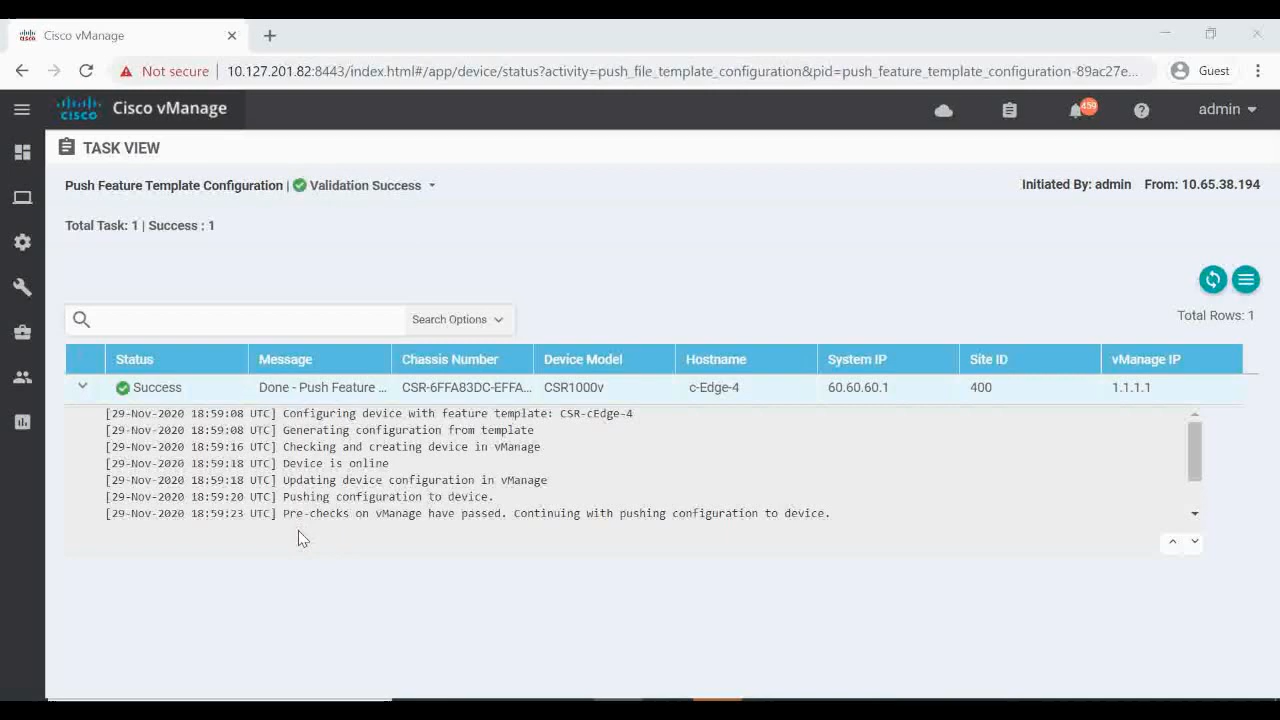 Cisco vManage
Not secure 10.127.201.82:8443/index.html#/app/device/status?activity=push_file_template_configuration&pid=push_feature_template_configuration-89ac27e... Guest
cisco Cisco vManage 459 admin
TASK VIEW
Push Feature Template Configuration | Validation Success Initiated By: admin From: 10.65.38.194
Total Task: 1 | Success : 1
Search Options Total Rows: 1
Status Message Chassis Number Device Model Hostname System IP Site ID vManage IP
Success Done - Push Feature ... CSR-6FFA83DC-EFFA... CSR1000v c-Edge-4 60.60.60.1 400 1.1.1.1
[29-Nov-2020 18:59:08 UTC] Configuring device with feature template: CSR-cEdge-4
[29-Nov-2020 18:59:08 UTC] Generating configuration from template
[29-Nov-2020 18:59:16 UTC] Checking and creating device in vManage
[29-Nov-2020 18:59:18 UTC] Device is online
[29-Nov-2020 18:59:18 UTC] Updating device configuration in vManage
[29-Nov-2020 18:59:20 UTC] Pushing configuration to device.
[29-Nov-2020 18:59:23 UTC] Pre-checks on vManage have passed. Continuing with pushing configuration to device.